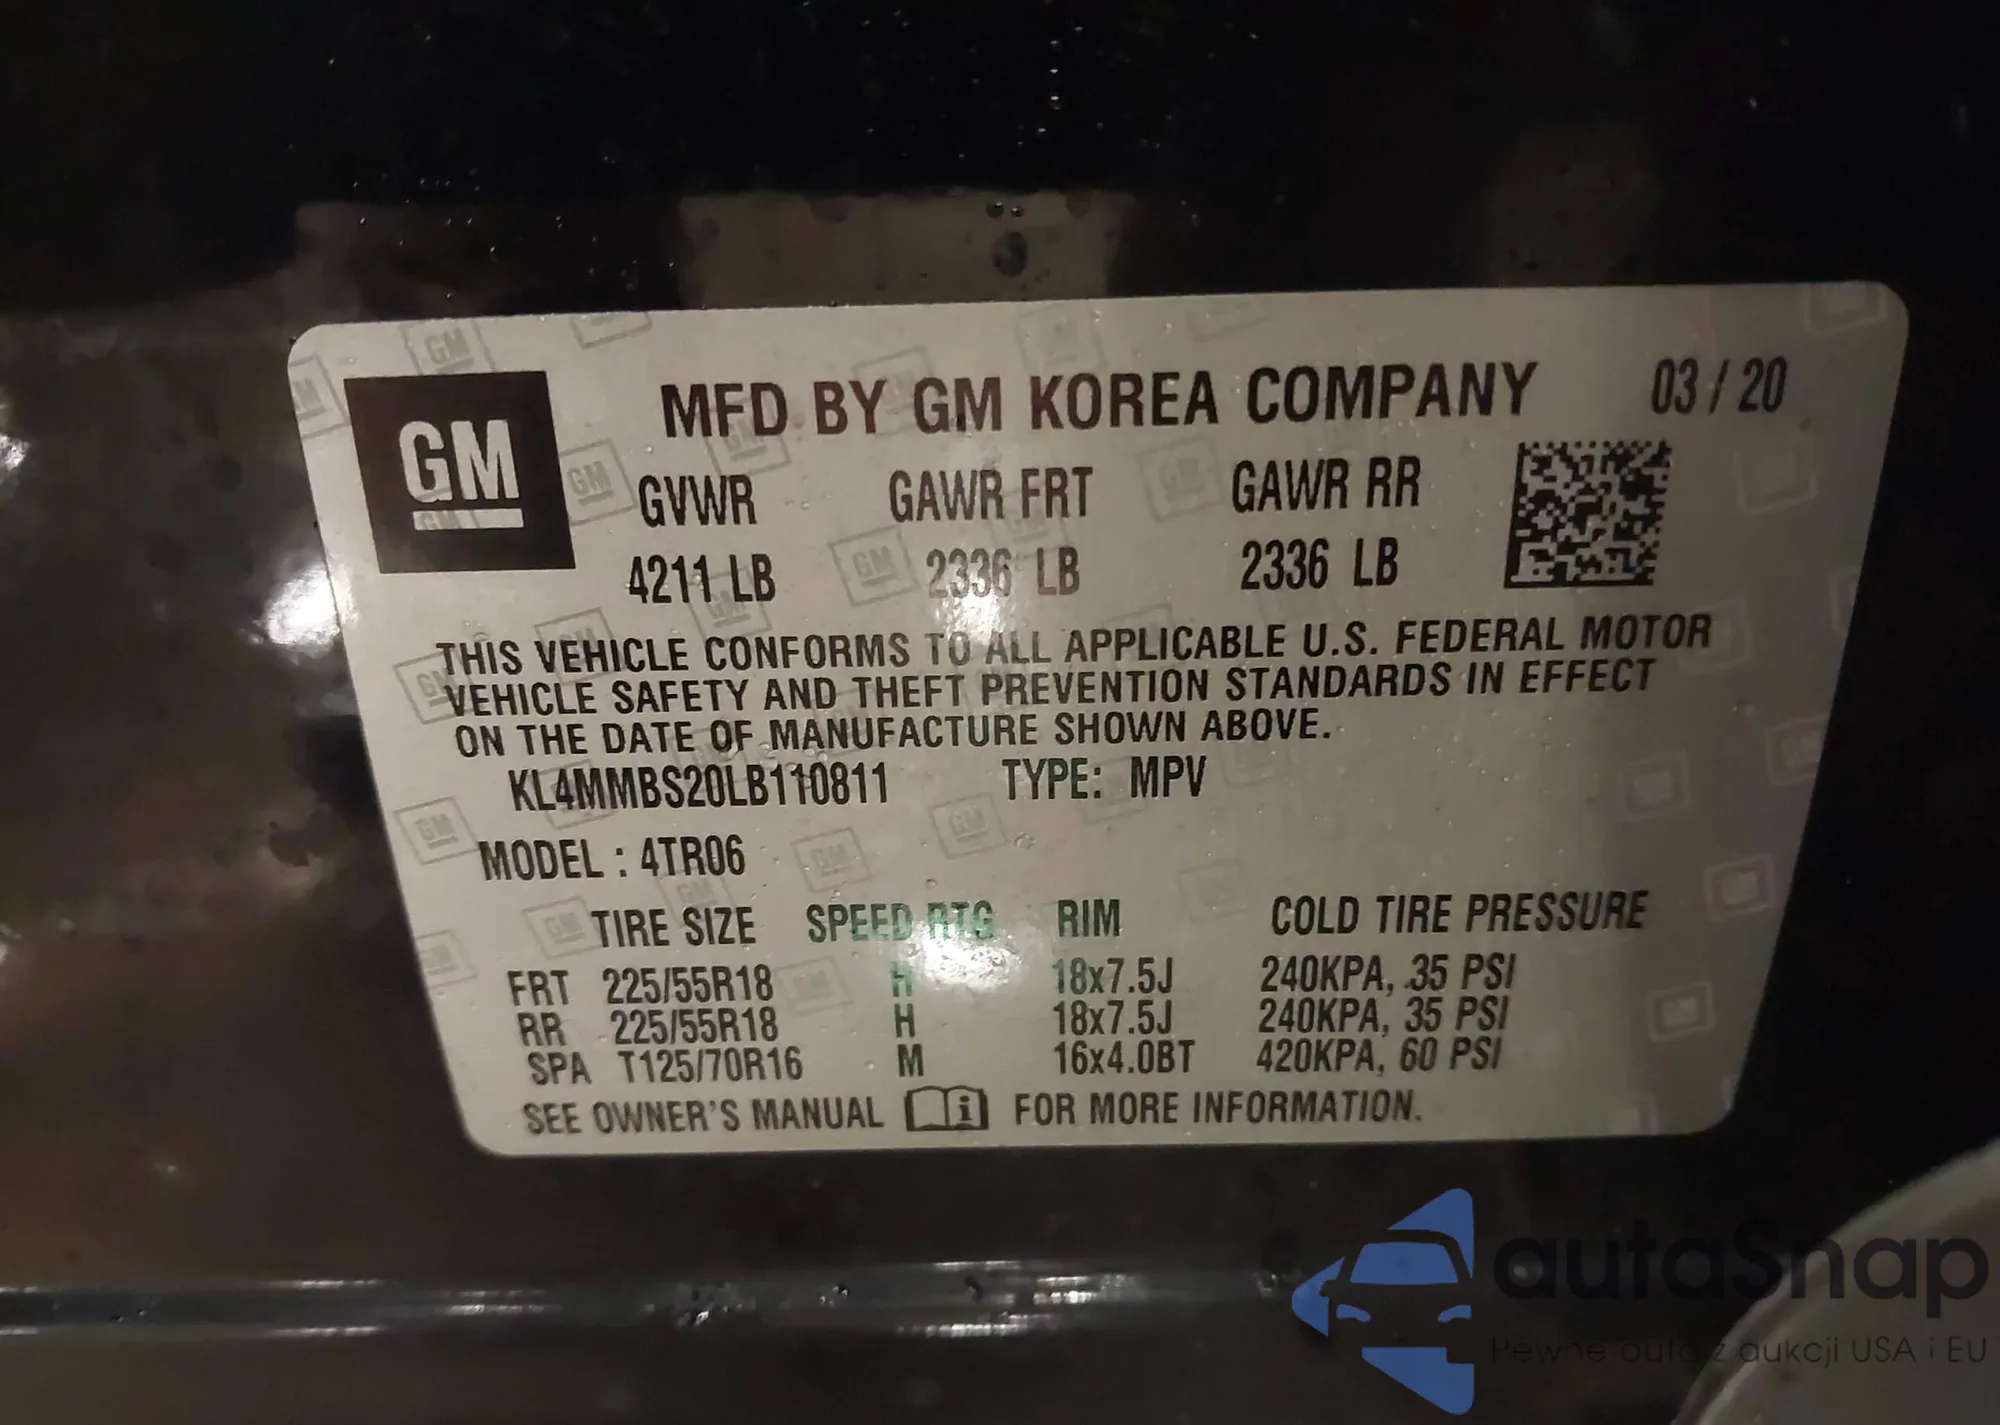 MFD BY GM KOREA COMPANY 03 / 20
GM
GVWR GAWR FRT GAWR RR
4211 LB 2336 LB 2336 LB
THIS VEHICLE CONFORMS TO ALL APPLICABLE U.S. FEDERAL MOTOR
VEHICLE SAFETY AND THEFT PREVENTION STANDARDS IN EFFECT
ON THE DATE OF MANUFACTURE SHOWN ABOVE.
KL4MMBS20LB110811 TYPE: MPV
MODEL : 4TR06
TIRE SIZE SPEED RTG RIM COLD TIRE PRESSURE
FRT 225/55R18 H 18x7.5J 240KPA, 35 PSI
RR 225/55R18 H 18x7.5J 240KPA, 35 PSI
SPA T125/70R16 M 16x4.0BT 420KPA, 60 PSI
SEE OWNER'S MANUAL i FOR MORE INFORMATION.
autaSnap
Pewne auta z aukcji USA i EU